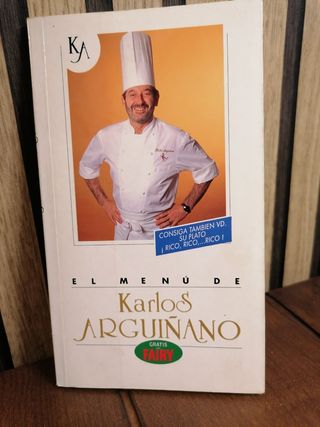 KA
CONSIGA TAMBIEN VD.
SU PLATO
¡ RICO, RICO,...RICO !
EL MENÚ DE
KarloS
ARGUIÑANO
GRATIS
FAIRY